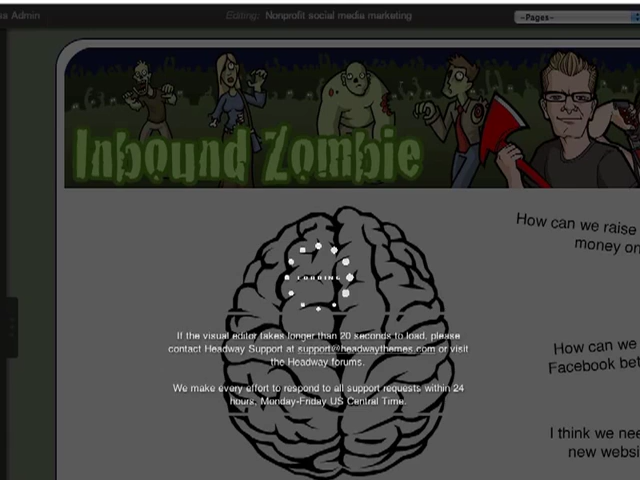 Admin
Editing: Nonprofit social media marketing
~Pages~
Inbound Zombie
How can we raise
money on
LOADING
If the visual editor takes longer than 20 seconds to load, please
contact Headway Support at support@headwaythemes.com or visit
the Headway forums.
How can we
Facebook bet
We make every effort to respond to all support requests within 24
hours, Monday-Friday US Central Time.
I think we nee
new websi